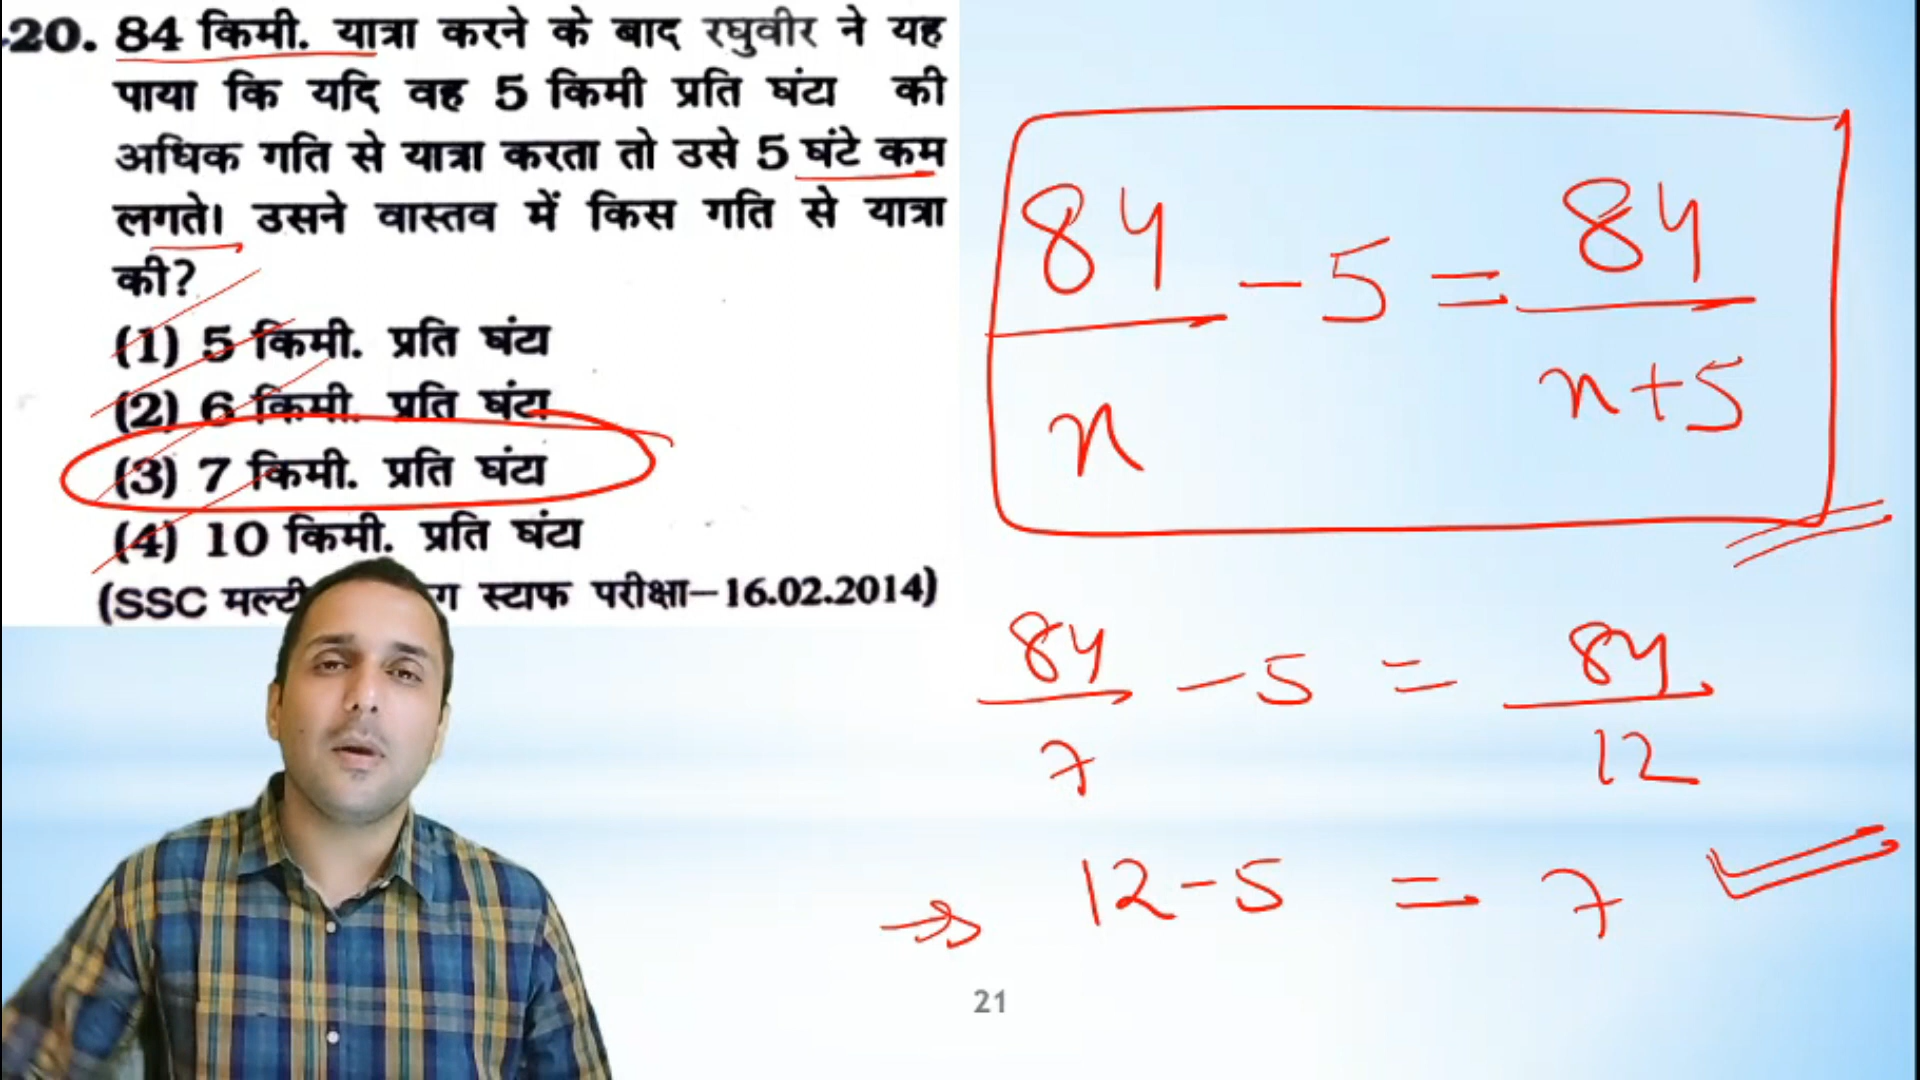 20. 84 किमी. यात्रा करने के बाद रघुवीर ने यह
पाया कि यदि वह 5 किमी प्रति घंटा की
अधिक गति से यात्रा करता तो उसे 5 घंटे कम
लगते। उसने वास्तव में किस गति से यात्रा
की?
(1) 5 किमी. प्रति घंटा
(2) 6 किमी. प्रति घंटा
(3) 7 किमी. प्रति घंटा
(4) 10 किमी. प्रति घंटा
(SSC स्टाफ परीक्षा–16.02.2014)
84/x - 5 = 84/x+5
84/7 - 5 = 84/12
⇒ 12 - 5 = 7
21